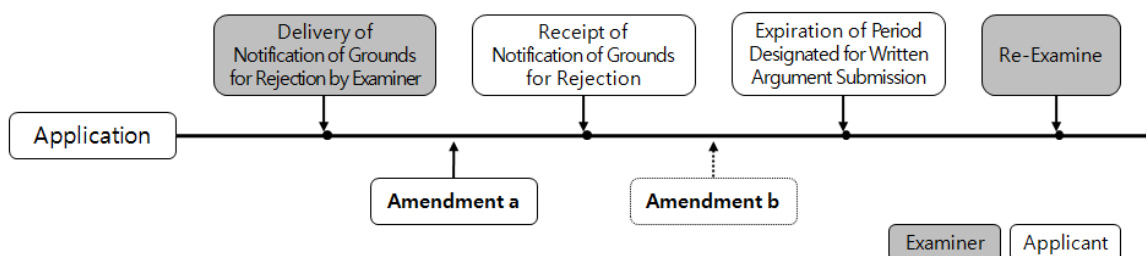 Delivery of
Notification of Grounds
for Rejection by Examiner
Receipt of
Notification of Grounds
for Rejection
Expiration of Period
Designated for Written
Argument Submission
Re-Examine
Application
Amendment a
Amendment b
Examiner
Applicant